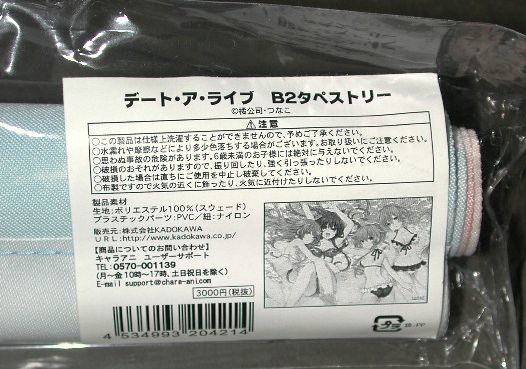 デート・ア・ライブ　B2タペストリー
©橘公司・つなこ
⚠注意
○この製品は仕様上洗濯することができませんので、予めご了承ください。
○水濡れや摩擦などにより多少色落ちする場合がございます。お取り扱いにご注意ください。
○思わぬ事故の危険があります。6歳未満のお子様には絶対に与えないでください。
○破損のおそれがありますので、振り回したり、強く引っ張ったりしないでください。
○破損した場合は直ちにご使用を中止し破棄してください。
○布製ですので火気の近くに飾ったり、火気に近付けたりしないでください。
製品素材
生地:ポリエステル100%(スウェード)
プラスチックパーツ:PVC/紐:ナイロン
販売元:株式会社KADOKAWA
URL:http://www.kadokawa.co.jp/
【商品についてのお問い合わせ】
キャラアニ ユーザーサポート
TEL:0570-001139
(月～金 10時～17時、土日祝日を除く)
E-mail support@chara-ani.com
3000円(税抜)
4 534993 204214
プラ
袋:PP